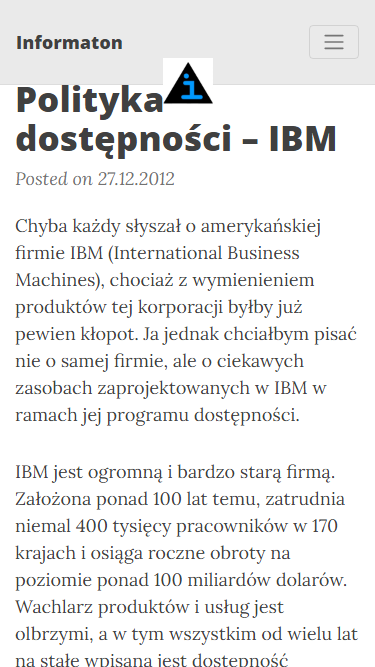 Informaton
i
Polityka
dostępności – IBM
Posted on 27.12.2012
Chyba każdy słyszał o amerykańskiej
firmie IBM (International Business
Machines), chociaż z wymienieniem
produktów tej korporacji byłby już
pewien kłopot. Ja jednak chciałbym pisać
nie o samej firmie, ale o ciekawych
zasobach zaprojektowanych w IBM w
ramach jej programu dostępności.
IBM jest ogromną i bardzo starą firmą.
Założona ponad 100 lat temu, zatrudnia
niemal 400 tysięcy pracowników w 170
krajach i osiąga roczne obroty na
poziomie ponad 100 miliardów dolarów.
Wachlarz produktów i usług jest
olbrzymi, a w tym wszystkim od wielu lat
na stałe wpisana jest dostępność